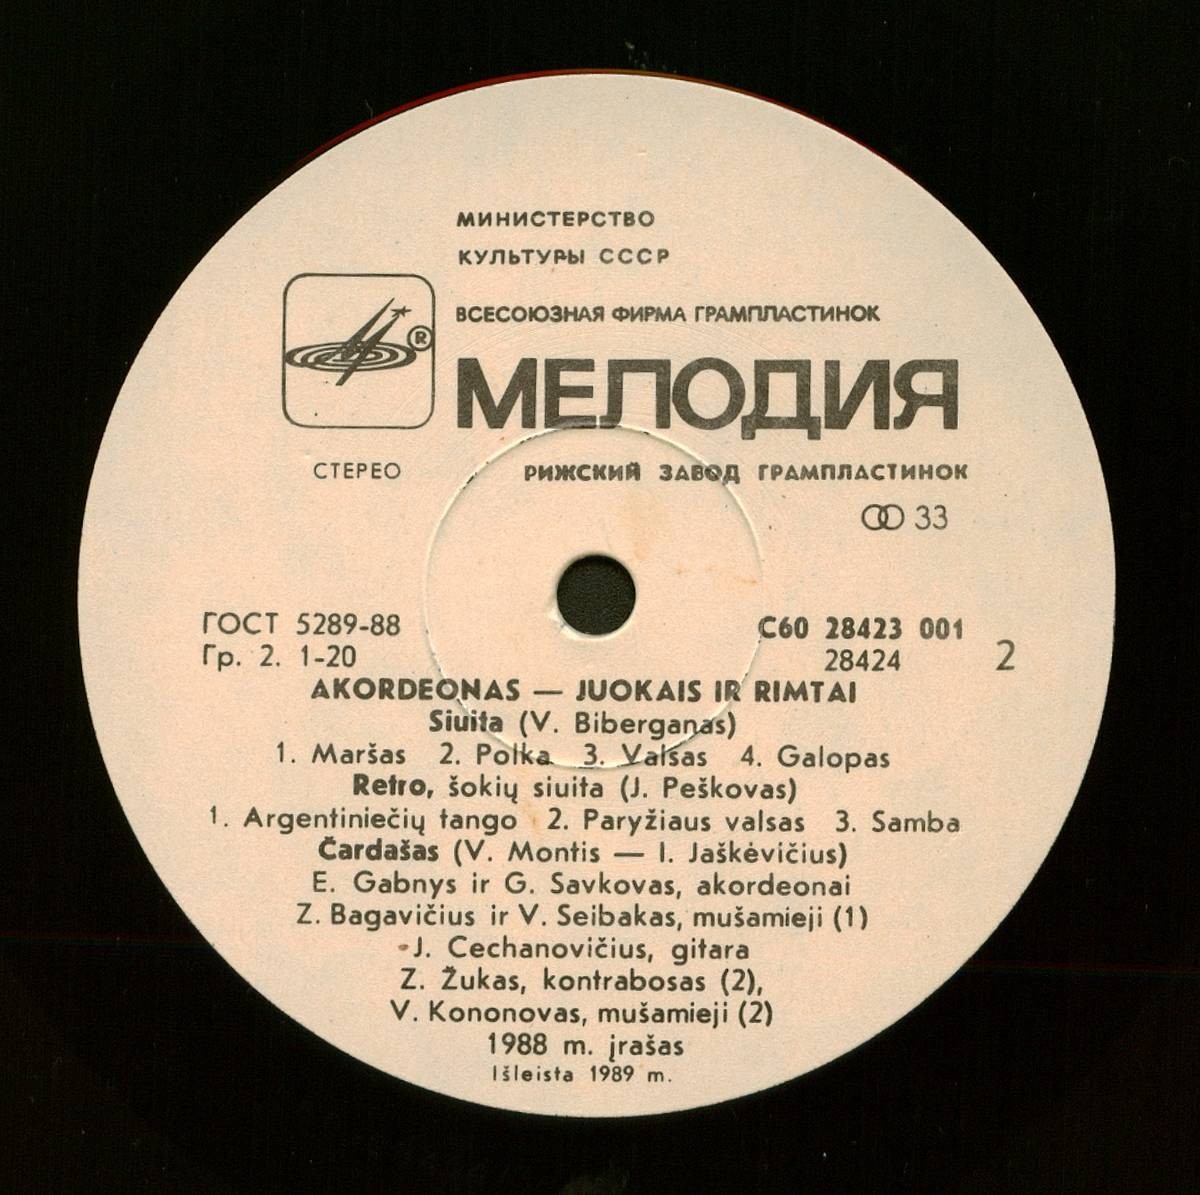 МИНИСТЕРСТВО
КУЛЬТУРЫ СССР
ВСЕСОЮЗНАЯ ФИРМА ГРАМПЛАСТИНОК
®
МЕЛОДИЯ
СТЕРЕО РИЖСКИЙ ЗАВОД ГРАМПЛАСТИНОК
33
ГОСТ 5289-88 С60 28423 001
Гр. 2. 1-20 28424 2
AKORDEONAS — JUOKAIS IR RIMTAI
Siuita (V. Biberganas)
1. Maršas 2. Polka 3. Valsas 4. Galopas
Retro, šokių siuita (J. Peškovas)
1. Argentiniečių tango 2. Paryžiaus valsas 3. Samba
Čardašas (V. Montis — I. Jaškėvičius)
E. Gabnys ir G. Savkovas, akordeonai
Z. Bagavičius ir V. Seibakas, mušamieji (1)
J. Cechanovičius, gitara
Z. Žukas, kontrabosas (2),
V. Kononovas, mušamieji (2)
1988 m. įrašas
Išleista 1989 m.